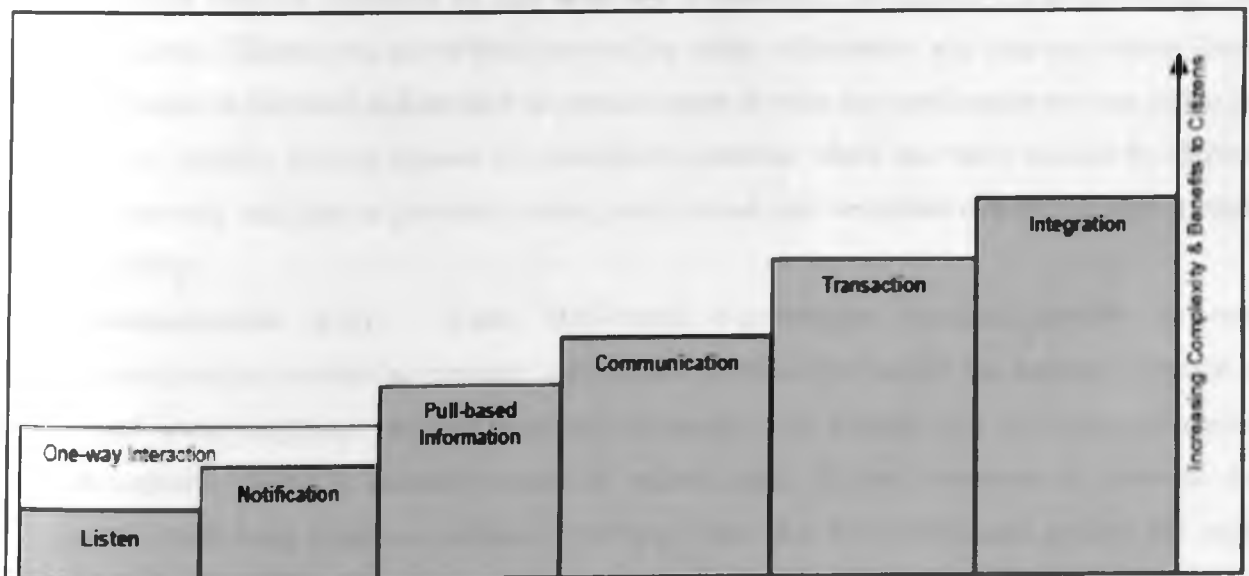 Increasing Complexity & Benefits to Citizens
Integration
Transaction
Communication
Pull-based
Information
One-way Interaction
Notification
Listen